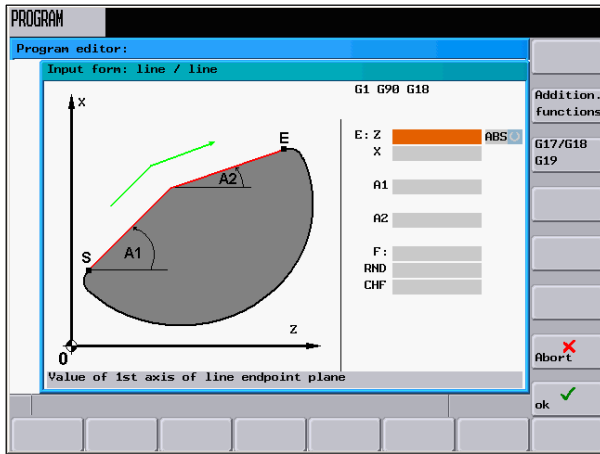 PROGRAM
Program editor:
Input form: line / line
G1 G90 G18
X
E
A2
A1
S
Z
0
E: Z ABS
X
A1
A2
F:
RND
CHF
Value of 1st axis of line endpoint plane
Addition.
functions
G17/G18
G19
Abort
ok